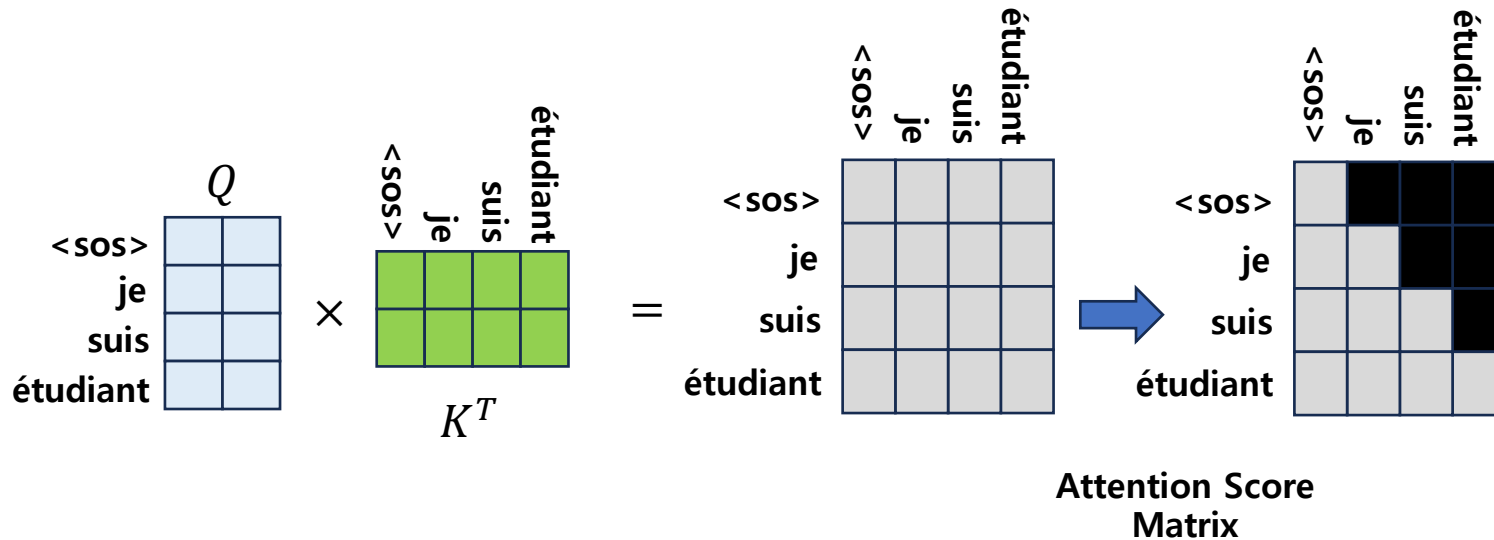 Q
<sos>
je
suis
étudiant
×
<sos>
je
suis
étudiant
K^T
=
<sos>
je
suis
étudiant
<sos>
je
suis
étudiant
<sos>
je
suis
étudiant
<sos>
je
suis
étudiant
Attention Score
Matrix